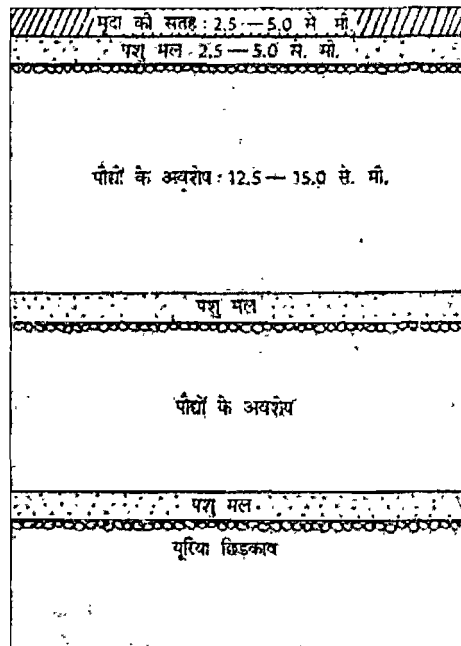 मृदा की सतह : 2.5 — 5.0 से मी.
पशु मल - 2.5 — 5.0 से. मी.
पौधों के अवशेष : 12.5 — 15.0 से. मी.
पशु मल
पौधों के अवशेष
पशु मल
यूरिया छिड़काव